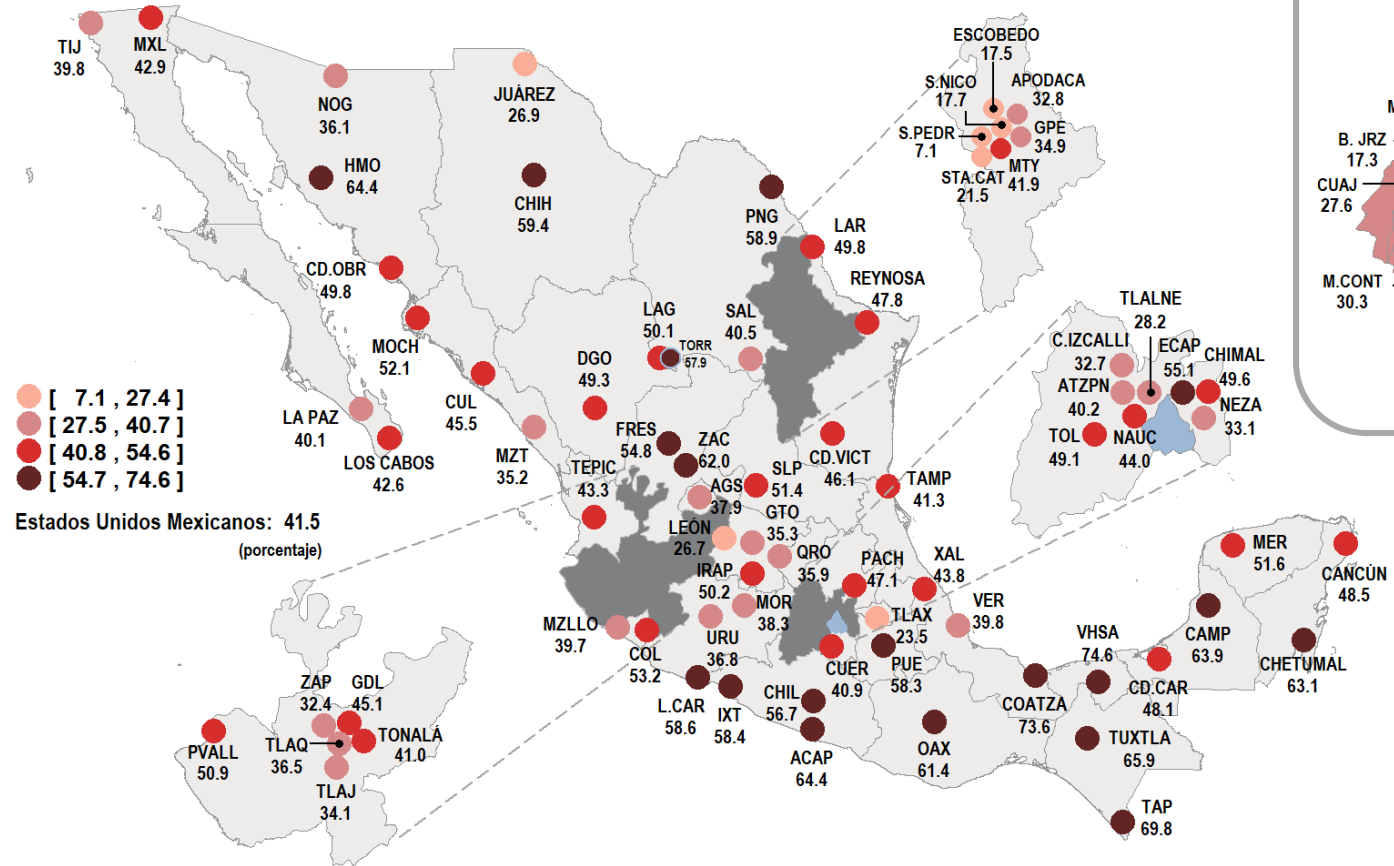 TIJ
39.8
MXL
42.9
NOG
36.1
HMO
64.4
JUÁREZ
26.9
CHIH
59.4
PNG
58.9
LAR
49.8
REYNOSA
47.8
CD.OBR
49.8
MOCH
52.1
CUL
45.5
LA PAZ
40.1
LOS CABOS
42.6
MZT
35.2
DGO
49.3
LAG
50.1
TORR
57.9
SAL
40.5
FRES
54.8
ZAC
62.0
TEPIC
43.3
AGS
37.9
SLP
51.4
CD.VICT
46.1
TAMP
41.3
LEÓN
26.7
GTO
35.3
QRO
35.9
IRAP
50.2
PACH
47.1
XAL
43.8
MOR
38.3
URU
36.8
MZLLO
39.7
COL
53.2
TLAX
23.5
VER
39.8
CUER
40.9
PUE
58.3
L.CAR
58.6
IXT
58.4
CHIL
56.7
ACAP
64.4
OAX
61.4
COATZA
73.6
VHSA
74.6
CD.CAR
48.1
TUXTLA
65.9
TAP
69.8
MER
51.6
CANCÚN
48.5
CAMP
63.9
CHETUMAL
63.1
ESCOBEDO
17.5
S.NICO
17.7
APODACA
32.8
S.PEDR
7.1
GPE
34.9
STA.CAT
21.5
MTY
41.9
M
B. JRZ
17.3
CUAJ
27.6
M.CONT
30.3
TLALNE
28.2
C.IZCALLI
32.7
ECAP
55.1
CHIMAL
49.6
ATZPN
40.2
NEZA
33.1
TOL
49.1
NAUC
44.0
ZAP
32.4
GDL
45.1
PVALL
50.9
TLAQ
36.5
TONALÁ
41.0
TLAJ
34.1
[ 7.1 , 27.4 ]
[ 27.5 , 40.7 ]
[ 40.8 , 54.6 ]
[ 54.7 , 74.6 ]
Estados Unidos Mexicanos: 41.5
(porcentaje)